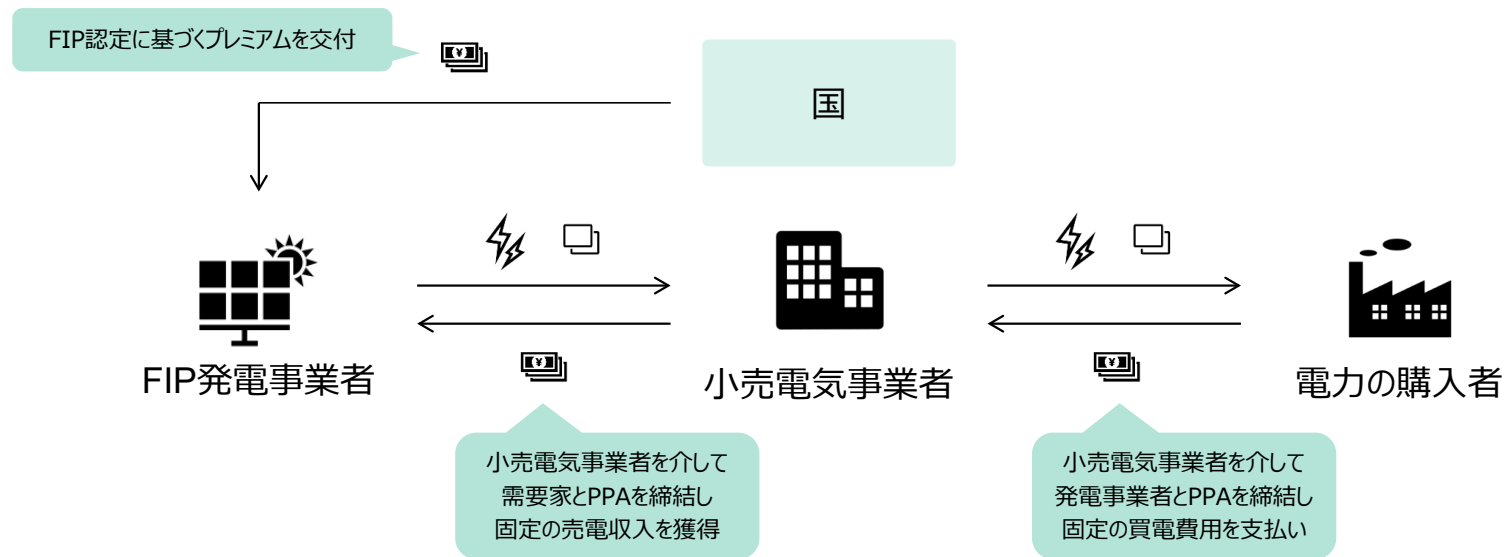 FIP認定に基づくプレミアムを交付
国
FIP発電事業者
小売電気事業者
電力の購入者
小売電気事業者を介して
需要家とPPAを締結し
固定の売電収入を獲得
小売電気事業者を介して
発電事業者とPPAを締結し
固定の買電費用を支払い